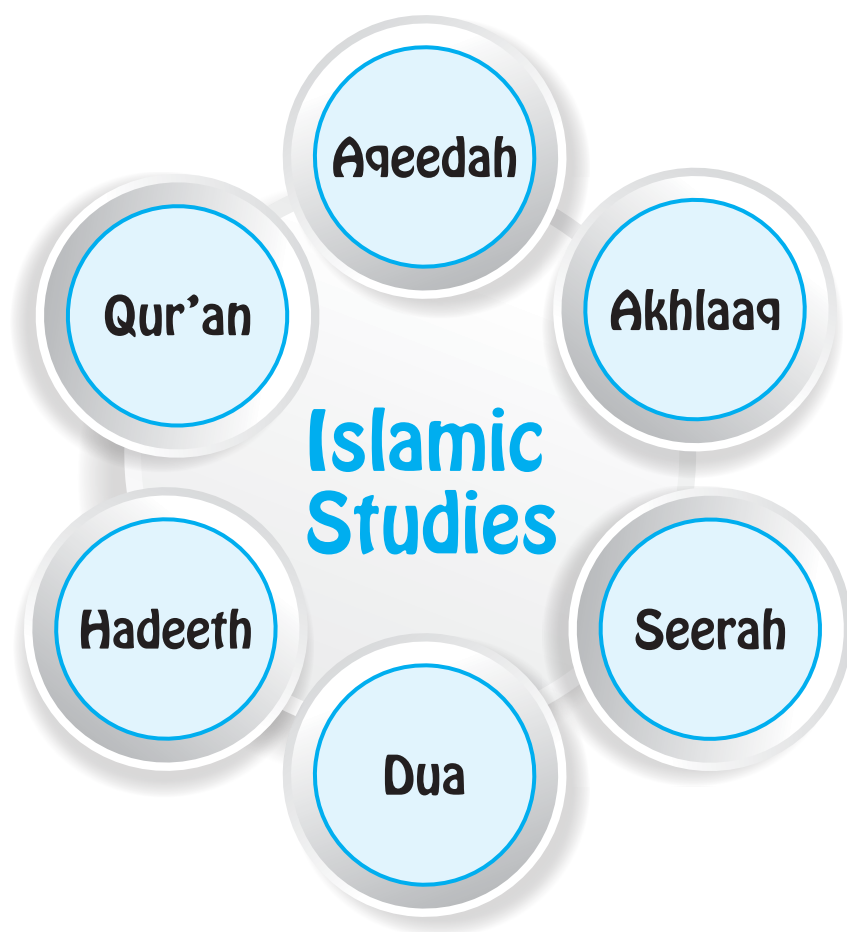 Aqeedah
Qur’an
Akhlaaq
Islamic
Studies
Hadeeth
Seerah
Dua